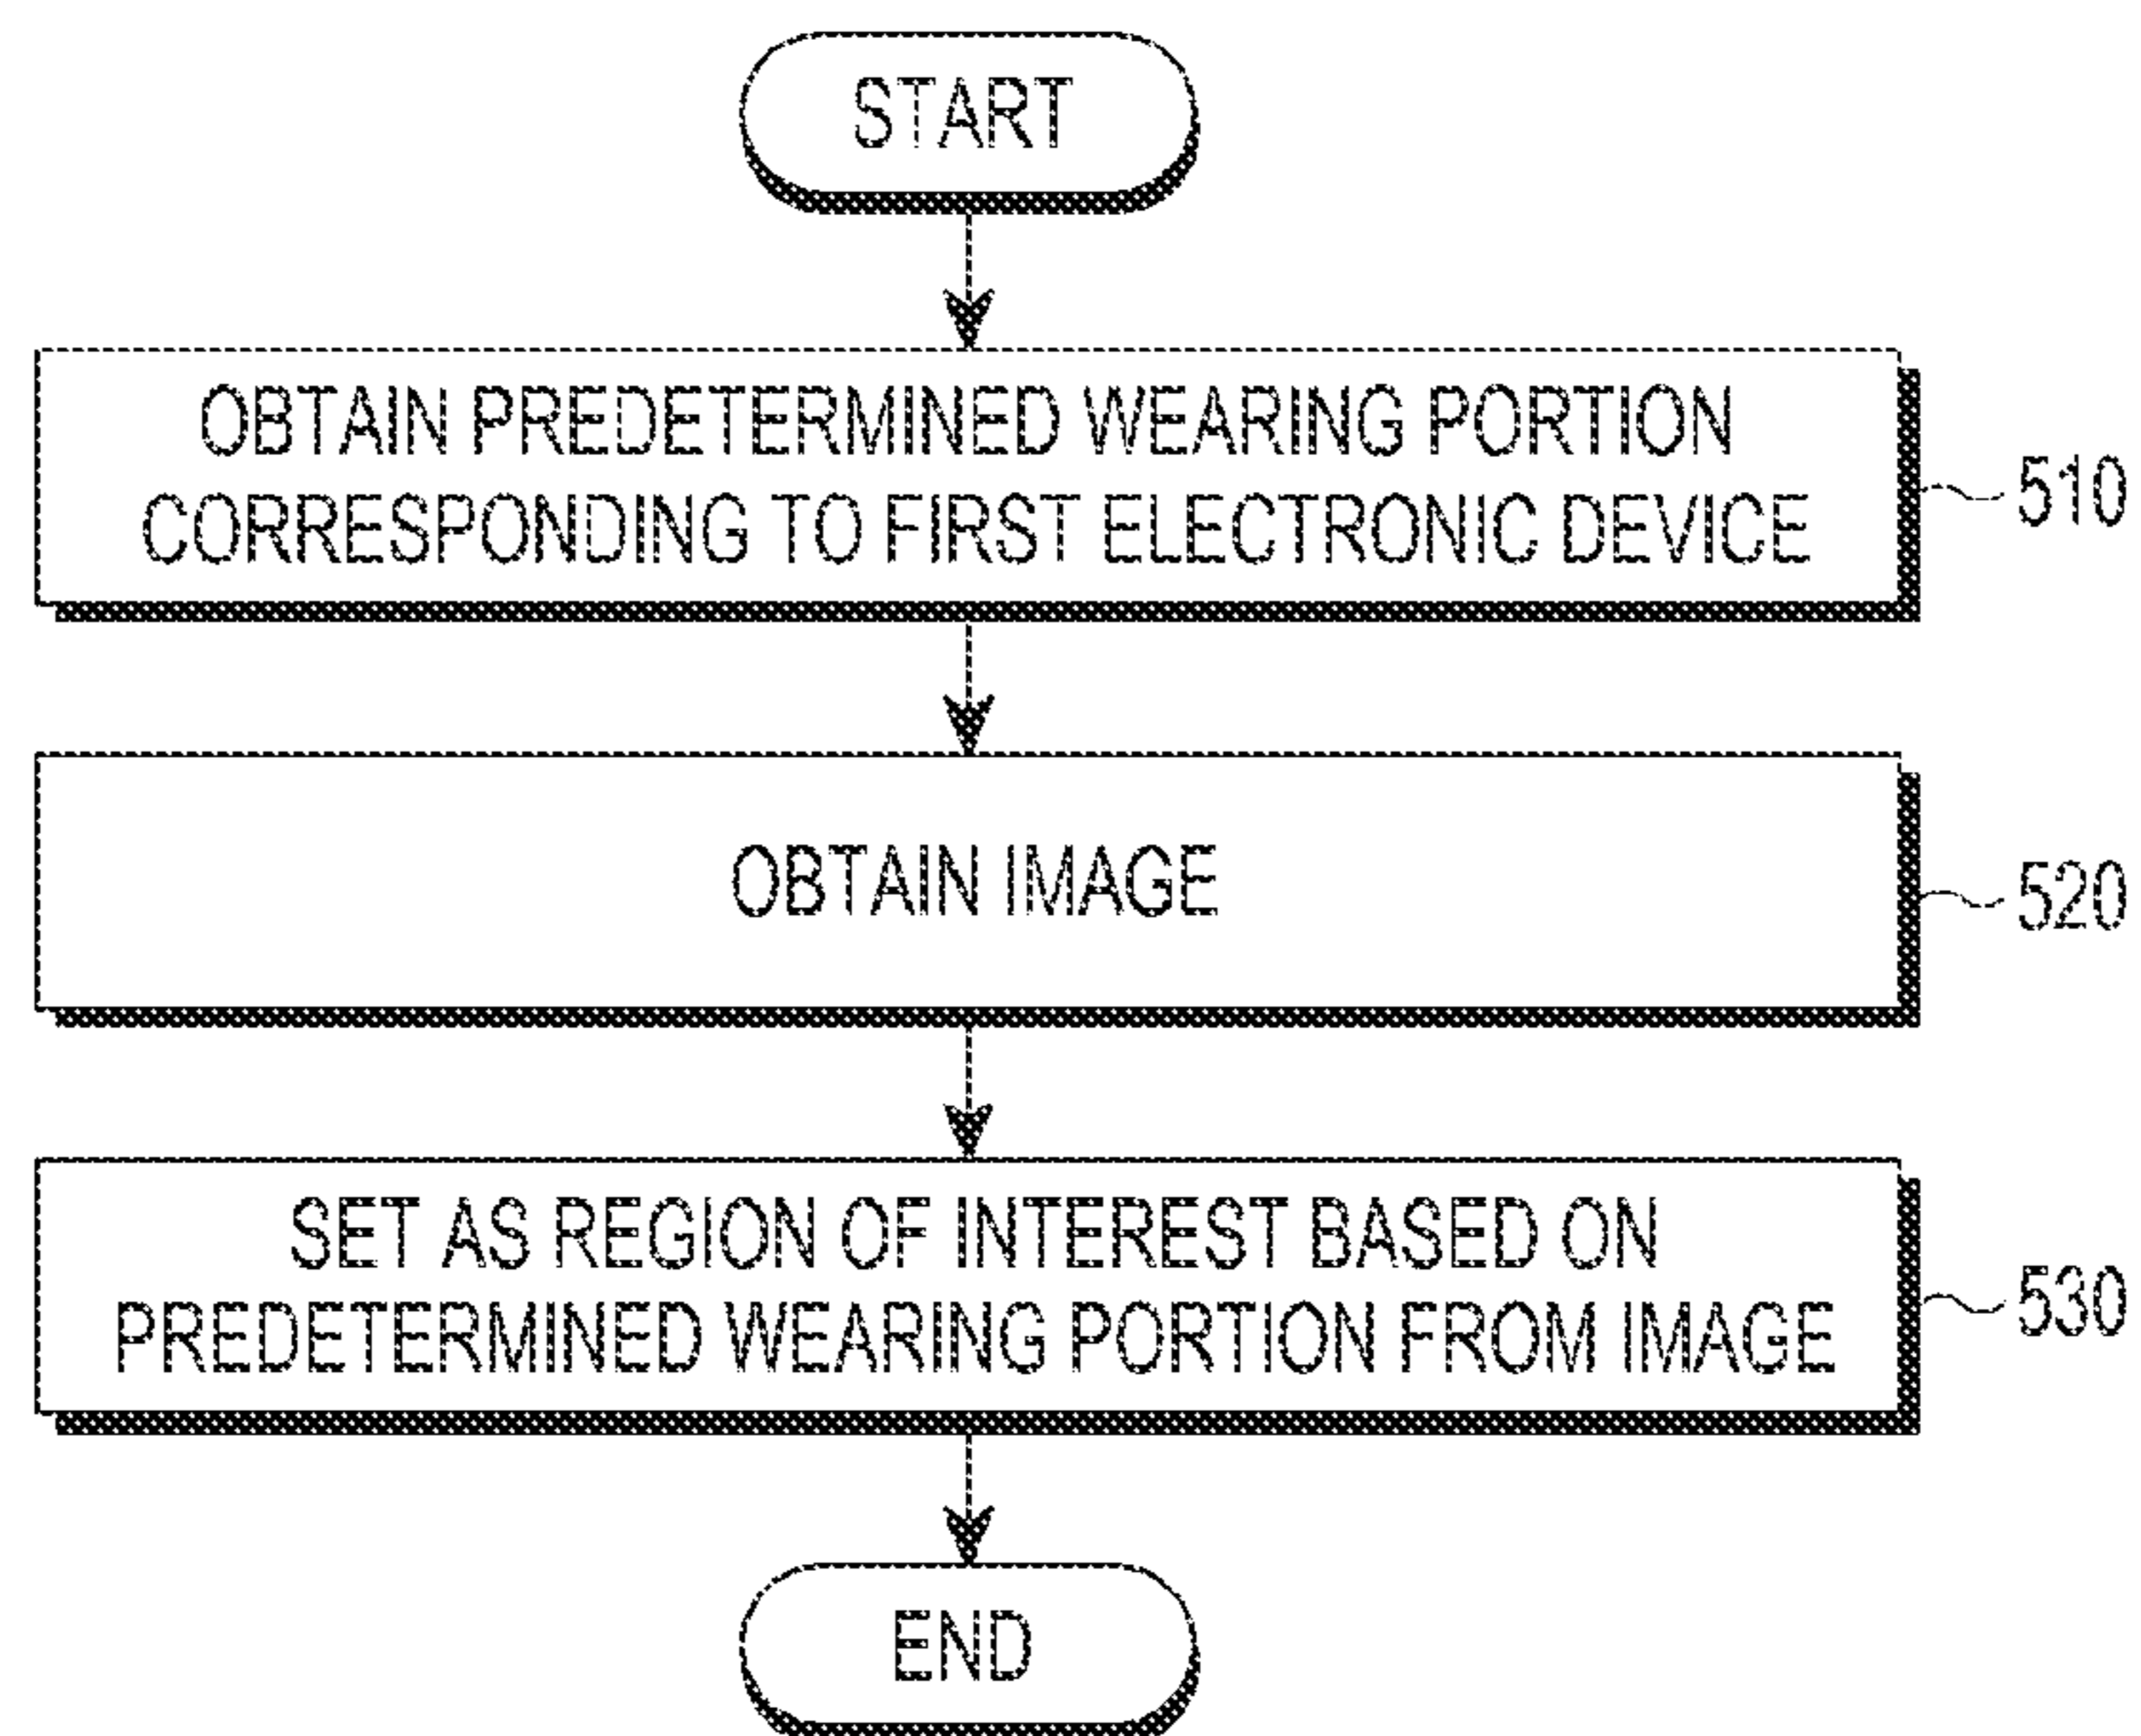 START
OBTAIN PREDETERMINED WEARING PORTION
CORRESPONDING TO FIRST ELECTRONIC DEVICE
510
OBTAIN IMAGE
520
SET AS REGION OF INTEREST BASED ON
PREDETERMINED WEARING PORTION FROM IMAGE
530
END